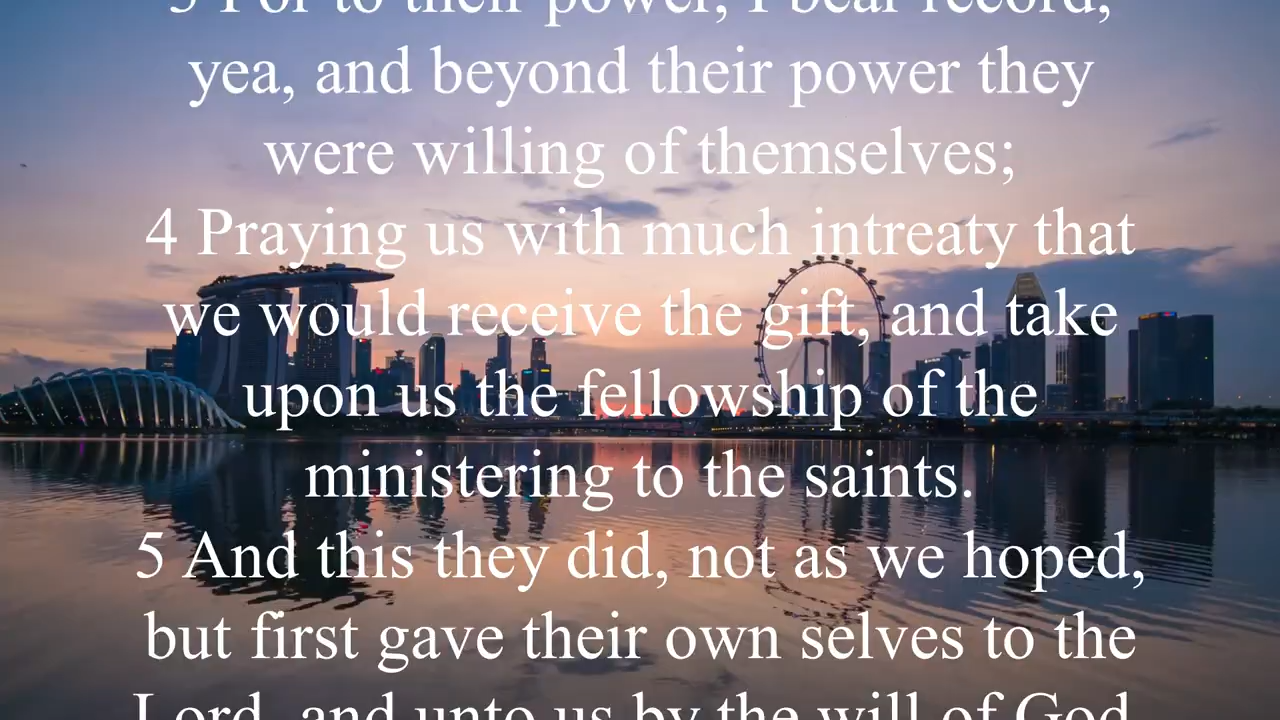 3 For to their power, I bear record,
yea, and beyond their power they
were willing of themselves;
4 Praying us with much intreaty that
we would receive the gift, and take
upon us the fellowship of the
ministering to the saints.
5 And this they did, not as we hoped,
but first gave their own selves to the
Lord, and unto us by the will of God.